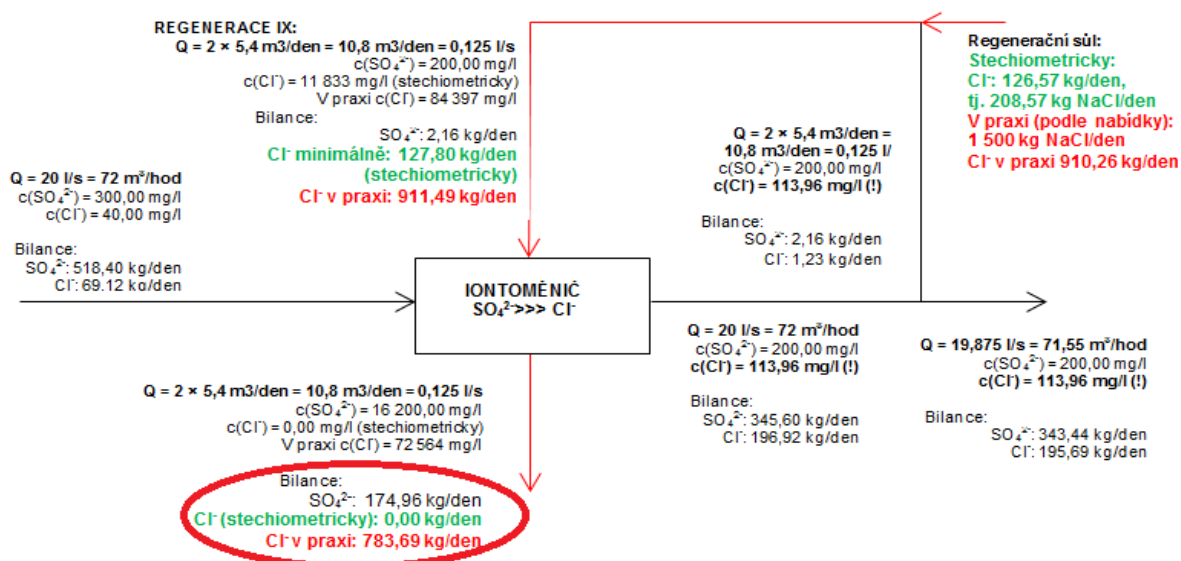 REGENERACE IX:
Q = 2 × 5,4 m3/den = 10,8 m3/den = 0,125 l/s
c(SO₄²⁻) = 200,00 mg/l
c(Cl⁻) = 11 833 mg/l (stechiometricky)
V praxi c(Cl⁻) = 84 397 mg/l
Bilance:
SO₄²⁻: 2,16 kg/den
Cl⁻ minimálně: 127,80 kg/den
(stechiometricky)
Cl⁻ v praxi: 911,49 kg/den
Regenerační sůl:
Stechiometricky:
Cl⁻: 126,57 kg/den,
tj. 208,57 kg NaCl/den
V praxi (podle nabídky):
1 500 kg NaCl/den
Cl⁻ v praxi 910,26 kg/den
Q = 2 × 5,4 m3/den =
10,8 m3/den = 0,125 l/
c(SO₄²⁻) = 200,00 mg/l
c(Cl⁻) = 113,96 mg/l (!)
Bilance:
SO₄²⁻: 2,16 kg/den
Cl⁻: 1,23 kg/den
Q = 20 l/s = 72 m³/hod
c(SO₄²⁻) = 300,00 mg/l
c(Cl⁻) = 40,00 mg/l
Bilance:
SO₄²⁻: 518,40 kg/den
Cl⁻: 69,12 kg/den
IONTOMĚNIČ
SO₄²⁻>>> Cl⁻
Q = 20 l/s = 72 m³/hod
c(SO₄²⁻) = 200,00 mg/l
c(Cl⁻) = 113,96 mg/l (!)
Bilance:
SO₄²⁻: 345,60 kg/den
Cl⁻: 196,92 kg/den
Q = 19,875 l/s = 71,55 m³/hod
c(SO₄²⁻) = 200,00 mg/l
c(Cl⁻) = 113,96 mg/l (!)
Bilance:
SO₄²⁻: 343,44 kg/den
Cl⁻: 195,69 kg/den
Q = 2 × 5,4 m3/den = 10,8 m3/den = 0,125 l/s
c(SO₄²⁻) = 16 200,00 mg/l
c(Cl⁻) = 0,00 mg/l (stechiometricky)
V praxi c(Cl⁻) = 72 564 mg/l
Bilance:
SO₄²⁻: 174,96 kg/den
Cl⁻ (stechiometricky): 0,00 kg/den
Cl⁻ v praxi: 783,69 kg/den